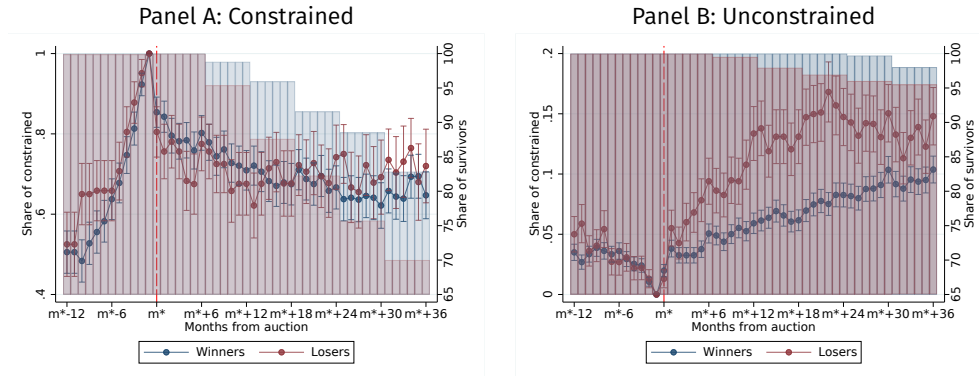 Panel A: Constrained
Share of constrained
1
.8
.6
.4
100
95
90
85
80
75
70
65
Share of survivors
m*-12 m*-6 m* m*+6 m*+12 m*+18 m*+24 m*+30 m*+36
Months from auction
Winners Losers
Panel B: Unconstrained
Share of constrained
.2
.15
.1
.05
0
100
95
90
85
80
75
70
65
Share of survivors
m*-12 m*-6 m* m*+6 m*+12 m*+18 m*+24 m*+30 m*+36
Months from auction
Winners Losers